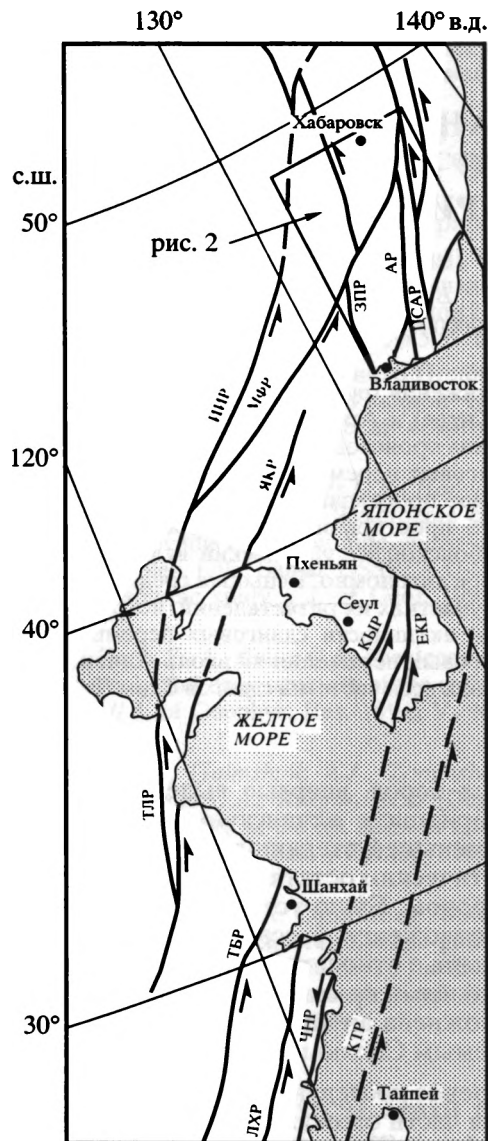 130°
140° в.д.
Хабаровск
с.ш.
50°
рис. 2
АР
ЗПР
ЦСАР
Владивосток
МФР
120°
ЯКР
ЯПОНСКОЕ
МОРЕ
Пхеньян
Сеул
КЫР
ЕКР
40°
ЖЕЛТОЕ
МОРЕ
ТЛР
Шанхай
ТБР
30°
ЧНР
КТР
ЛХР
Тайпей